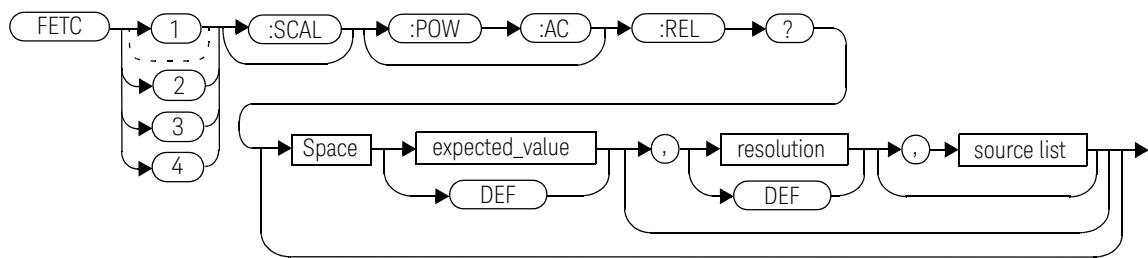 FETC 1 :SCAL :POW :AC :REL ?
2
3
4
Space expected_value , resolution , source list
DEF DEF